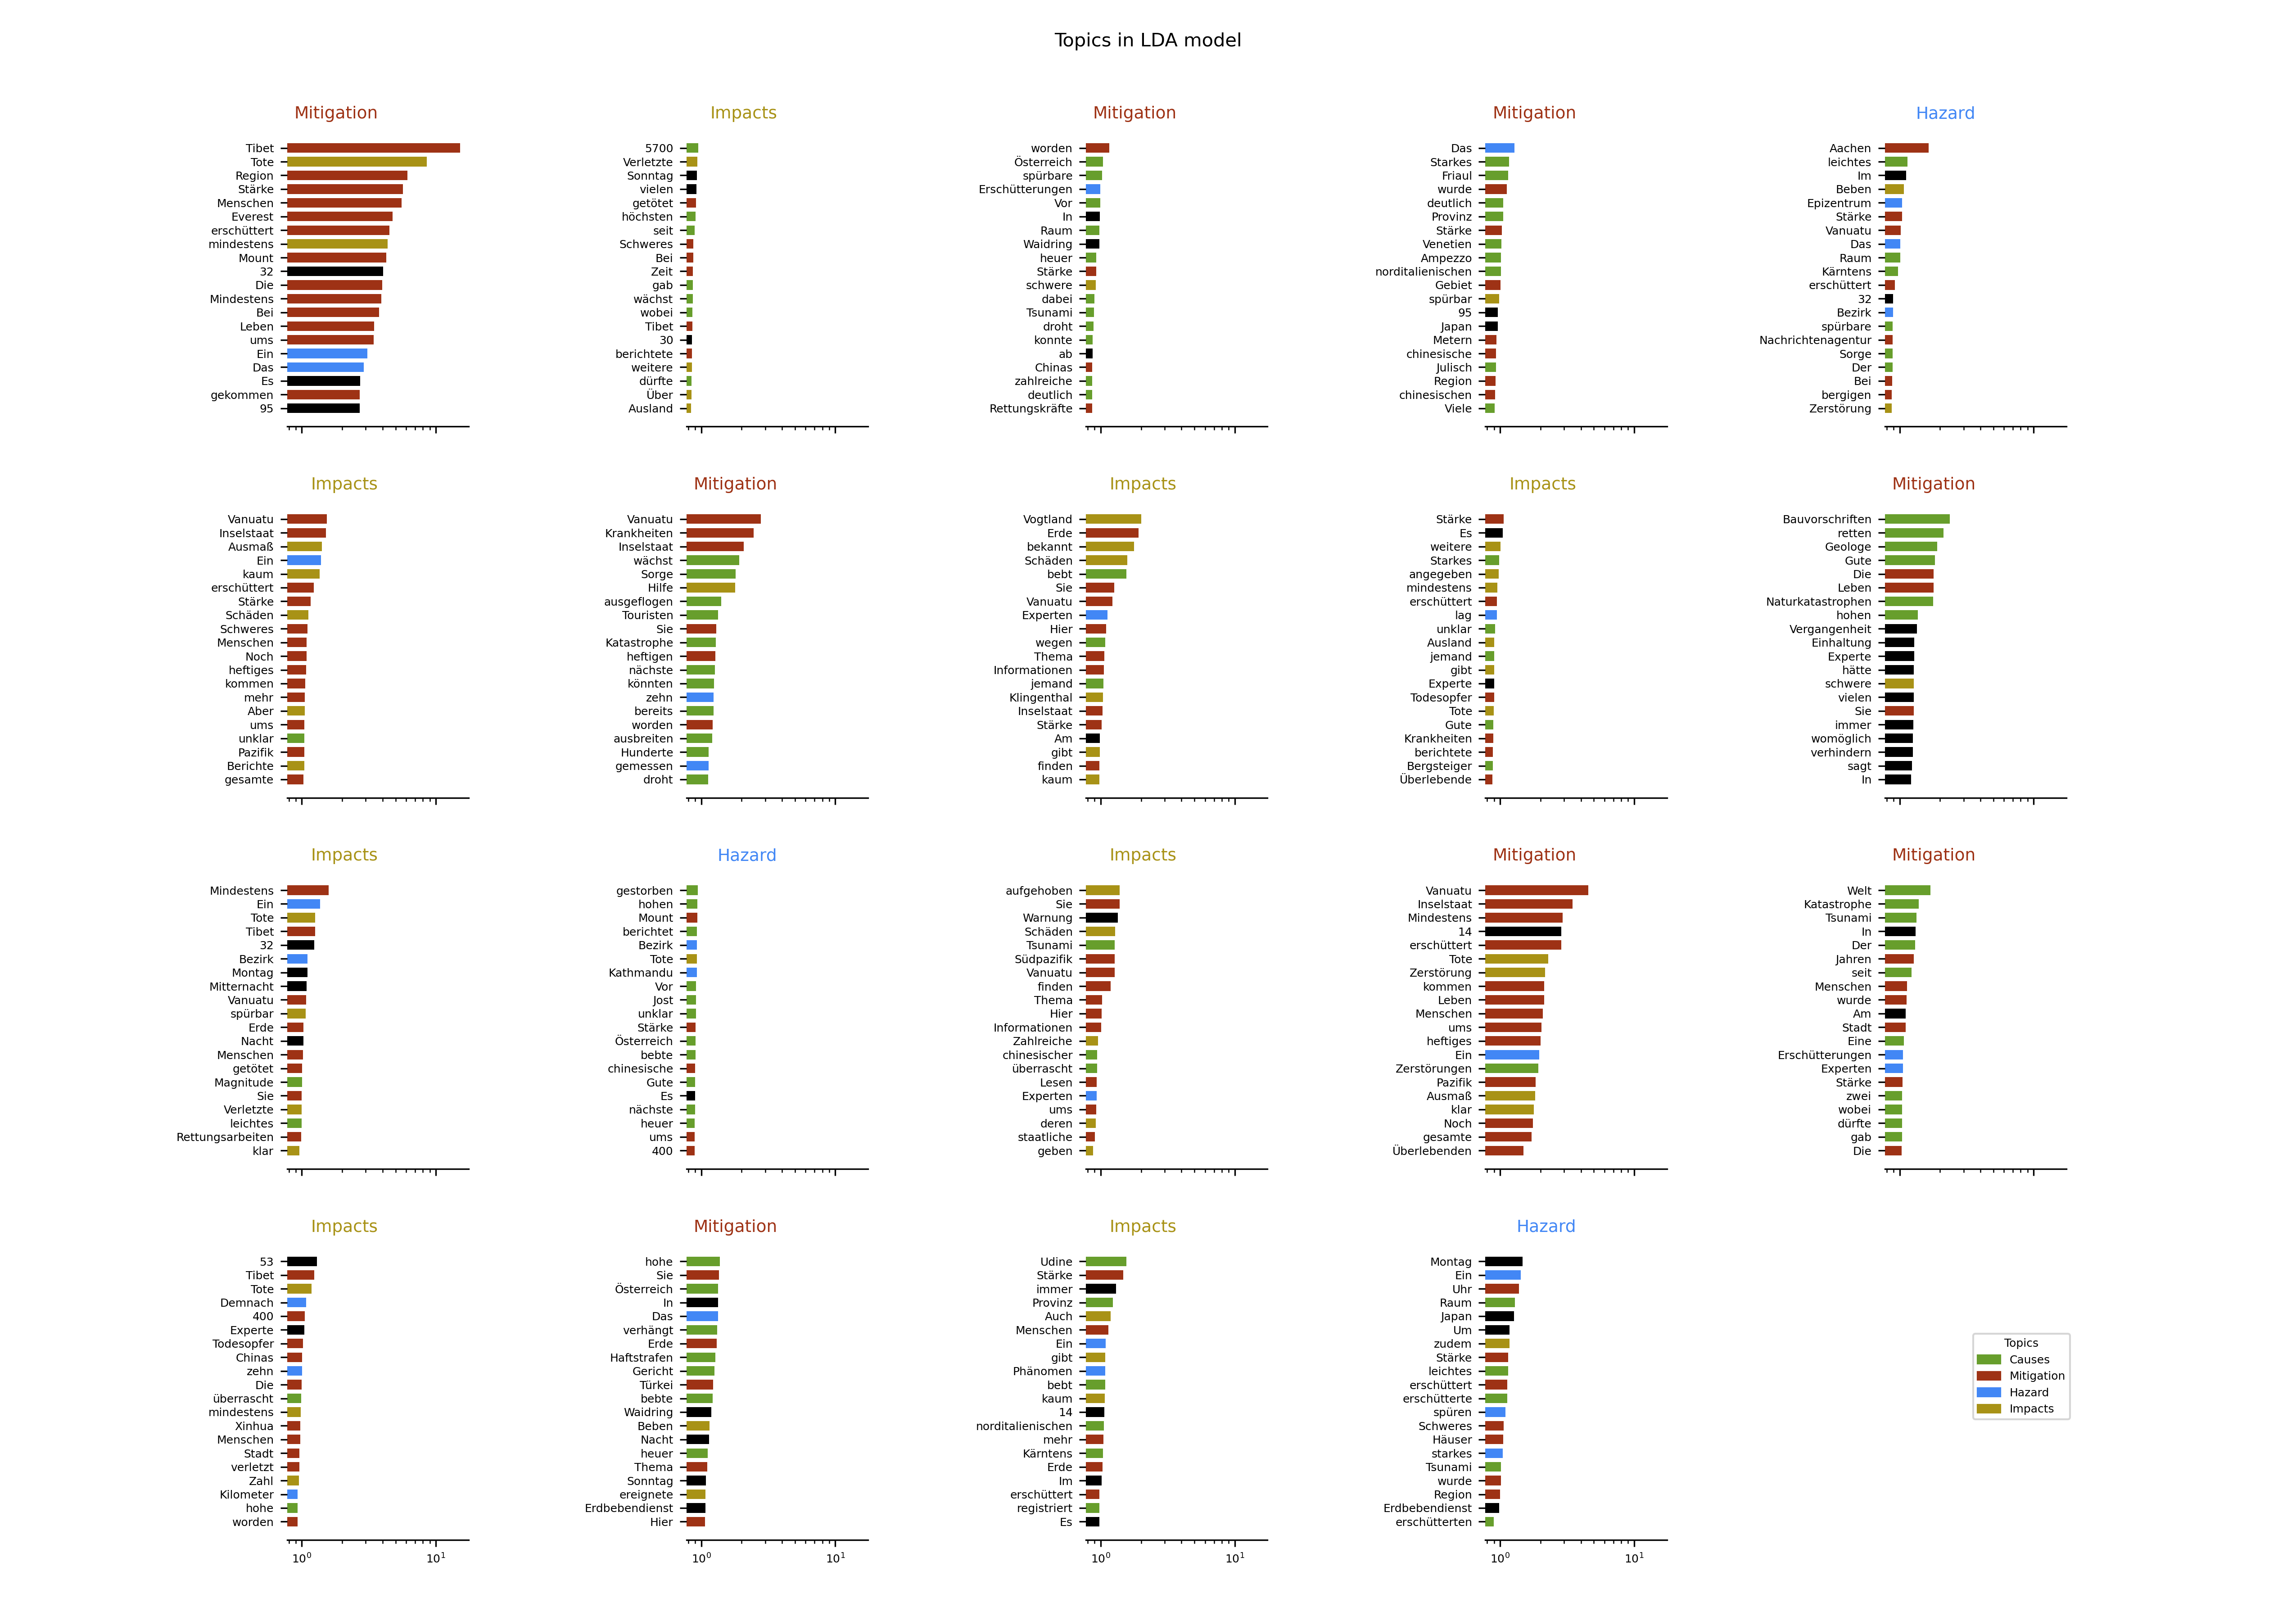 Topics in LDA model
Mitigation
Tibet
Tote
Region
Stärke
Menschen
Everest
erschüttert
mindestens
Mount
32
Die
Mindestens
Bei
Leben
ums
Ein
Das
Es
gekommen
95
Impacts
5700
Verletzte
Sonntag
vielen
getötet
höchsten
seit
Schweres
Bei
Zeit
gab
wächst
wobei
Tibet
30
berichtete
weitere
dürfte
Über
Ausland
Mitigation
worden
Österreich
spürbare
Erschütterungen
Vor
In
Raum
Waidring
heuer
Stärke
schwere
dabei
Tsunami
droht
konnte
ab
Chinas
zahlreiche
deutlich
Rettungskräfte
Mitigation
Das
Starkes
Friaul
wurde
deutlich
Provinz
Stärke
Venetien
Ampezzo
norditalienischen
Gebiet
spürbar
95
Japan
Metern
chinesische
Julisch
Region
chinesischen
Viele
Hazard
Aachen
leichtes
Im
Beben
Epizentrum
Stärke
Vanuatu
Das
Raum
Kärntens
erschüttert
32
Bezirk
spürbare
Nachrichtenagentur
Sorge
Der
Bei
bergigen
Zerstörung
Impacts
Vanuatu
Inselstaat
Ausmaß
Ein
kaum
erschüttert
Stärke
Schäden
Schweres
Menschen
Noch
heftiges
kommen
mehr
Aber
ums
unklar
Pazifik
Berichte
gesamte
Mitigation
Vanuatu
Krankheiten
Inselstaat
wächst
Sorge
Hilfe
ausgeflogen
Touristen
Sie
Katastrophe
heftigen
nächste
könnten
zehn
bereits
worden
ausbreiten
Hunderte
gemessen
droht
Impacts
Vogtland
Erde
bekannt
Schäden
bebt
Sie
Vanuatu
Experten
Hier
wegen
Thema
Informationen
jemand
Klingenthal
Inselstaat
Stärke
Am
gibt
finden
kaum
Impacts
Stärke
Es
weitere
Starkes
angegeben
mindestens
erschüttert
lag
unklar
Ausland
jemand
gibt
Experte
Todesopfer
Tote
Gute
Krankheiten
berichtete
Bergsteiger
Überlebende
Mitigation
Bauvorschriften
retten
Geologe
Gute
Die
Leben
Naturkatastrophen
hohen
Vergangenheit
Einhaltung
Experte
hätte
schwere
vielen
Sie
immer
womöglich
verhindern
sagt
In
Impacts
Mindestens
Ein
Tote
Tibet
32
Bezirk
Montag
Mitternacht
Vanuatu
spürbar
Erde
Nacht
Menschen
getötet
Magnitude
Sie
Verletzte
leichtes
Rettungsarbeiten
klar
Hazard
gestorben
hohen
Mount
berichtet
Bezirk
Tote
Kathmandu
Vor
Jost
unklar
Stärke
Österreich
bebte
chinesische
Gute
Es
nächste
heuer
ums
400
Impacts
aufgehoben
Sie
Warnung
Schäden
Tsunami
Südpazifik
Vanuatu
finden
Thema
Hier
Informationen
Zahlreiche
chinesischer
überrascht
Lesen
Experten
ums
deren
staatliche
geben
Mitigation
Vanuatu
Inselstaat
Mindestens
14
erschüttert
Tote
Zerstörung
kommen
Leben
Menschen
ums
heftiges
Ein
Zerstörungen
Pazifik
Ausmaß
klar
Noch
gesamte
Überlebenden
Mitigation
Welt
Katastrophe
Tsunami
In
Der
Jahren
seit
Menschen
wurde
Am
Stadt
Eine
Erschütterungen
Experten
Stärke
zwei
wobei
dürfte
gab
Die
Impacts
53
Tibet
Tote
Demnach
400
Experte
Todesopfer
Chinas
zehn
Die
überrascht
mindestens
Xinhua
Menschen
Stadt
verletzt
Zahl
Kilometer
hohe
worden
10⁰ 10¹
Mitigation
hohe
Sie
Österreich
In
Das
verhängt
Erde
Haftstrafen
Gericht
Türkei
bebte
Waidring
Beben
Nacht
heuer
Thema
Sonntag
ereignete
Erdbebendienst
Hier
10⁰ 10¹
Impacts
Udine
Stärke
immer
Provinz
Auch
Menschen
Ein
gibt
Phänomen
bebt
kaum
14
norditalienischen
mehr
Kärntens
Erde
Im
erschüttert
registriert
Es
10⁰ 10¹
Hazard
Montag
Ein
Uhr
Raum
Japan
Um
zudem
Stärke
leichtes
erschüttert
erschütterte
spüren
Schweres
Häuser
starkes
Tsunami
wurde
Region
Erdbebendienst
erschütterten
10⁰ 10¹
Topics
Causes
Mitigation
Hazard
Impacts